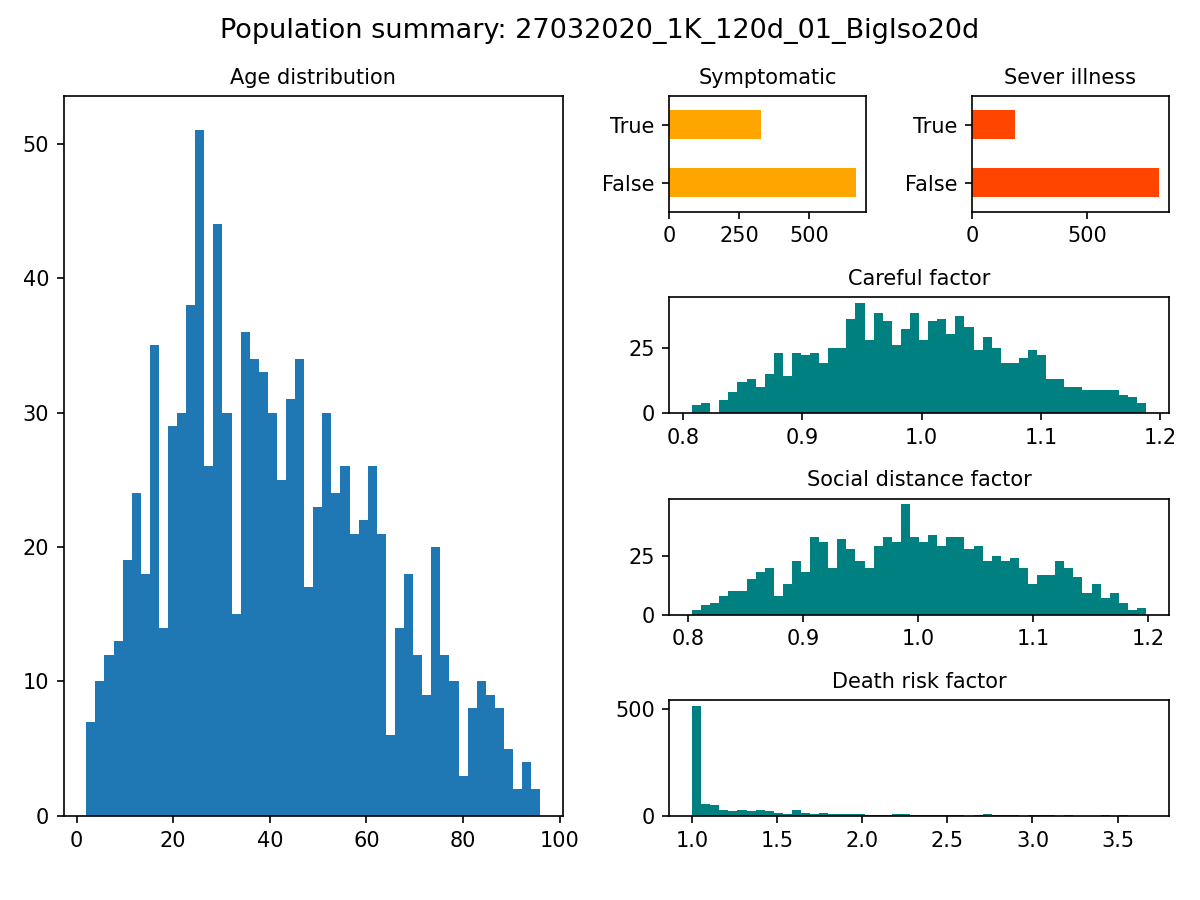 Population summary: 27032020_1K_120d_01_BigIso20d
Age distribution
50
40
30
20
10
0
0 20 40 60 80 100
Symptomatic
True
False
0 250 500
Sever illness
True
False
0 500
Careful factor
25
0
0.8 0.9 1.0 1.1 1.2
Social distance factor
25
0
0.8 0.9 1.0 1.1 1.2
Death risk factor
500
0
1.0 1.5 2.0 2.5 3.0 3.5